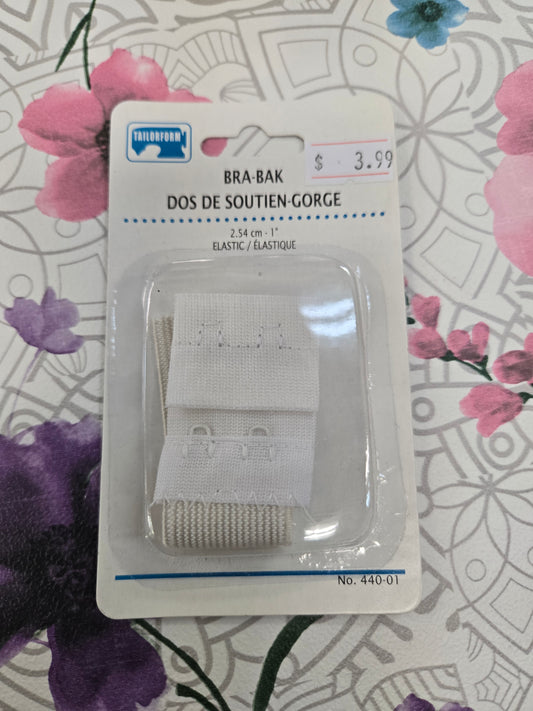 TAILORFORM
$ 3.99
BRA-BAK
DOS DE SOUTIEN-GORGE
2.54 cm - 1"
ELASTIC / ÉLASTIQUE
No. 440-01